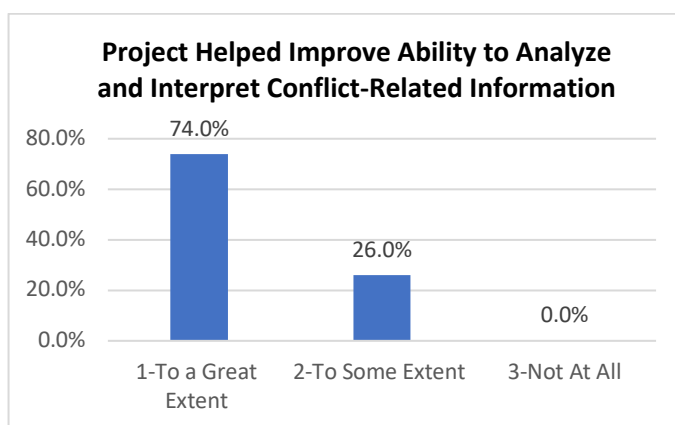 Project Helped Improve Ability to Analyze
and Interpret Conflict-Related Information
74.0%
80.0%
60.0%
26.0%
40.0%
20.0%
0.0%
0.0%
1-To a Great
Extent
2-To Some Extent
3-Not At All